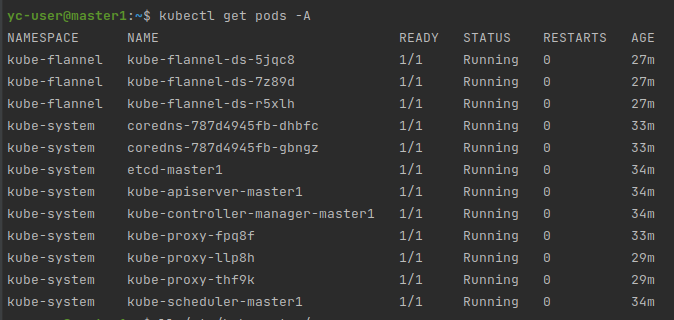 yc-user@master1:~$ kubectl get pods -A
NAMESPACE NAME READY STATUS RESTARTS AGE
kube-flannel kube-flannel-ds-5jqc8 1/1 Running 0 27m
kube-flannel kube-flannel-ds-7z89d 1/1 Running 0 27m
kube-flannel kube-flannel-ds-r5xlh 1/1 Running 0 27m
kube-system coredns-787d4945fb-dhbfc 1/1 Running 0 33m
kube-system coredns-787d4945fb-gbngz 1/1 Running 0 33m
kube-system etcd-master1 1/1 Running 0 34m
kube-system kube-apiserver-master1 1/1 Running 0 34m
kube-system kube-controller-manager-master1 1/1 Running 0 34m
kube-system kube-proxy-fpq8f 1/1 Running 0 33m
kube-system kube-proxy-llp8h 1/1 Running 0 29m
kube-system kube-proxy-thf9k 1/1 Running 0 29m
kube-system kube-scheduler-master1 1/1 Running 0 34m